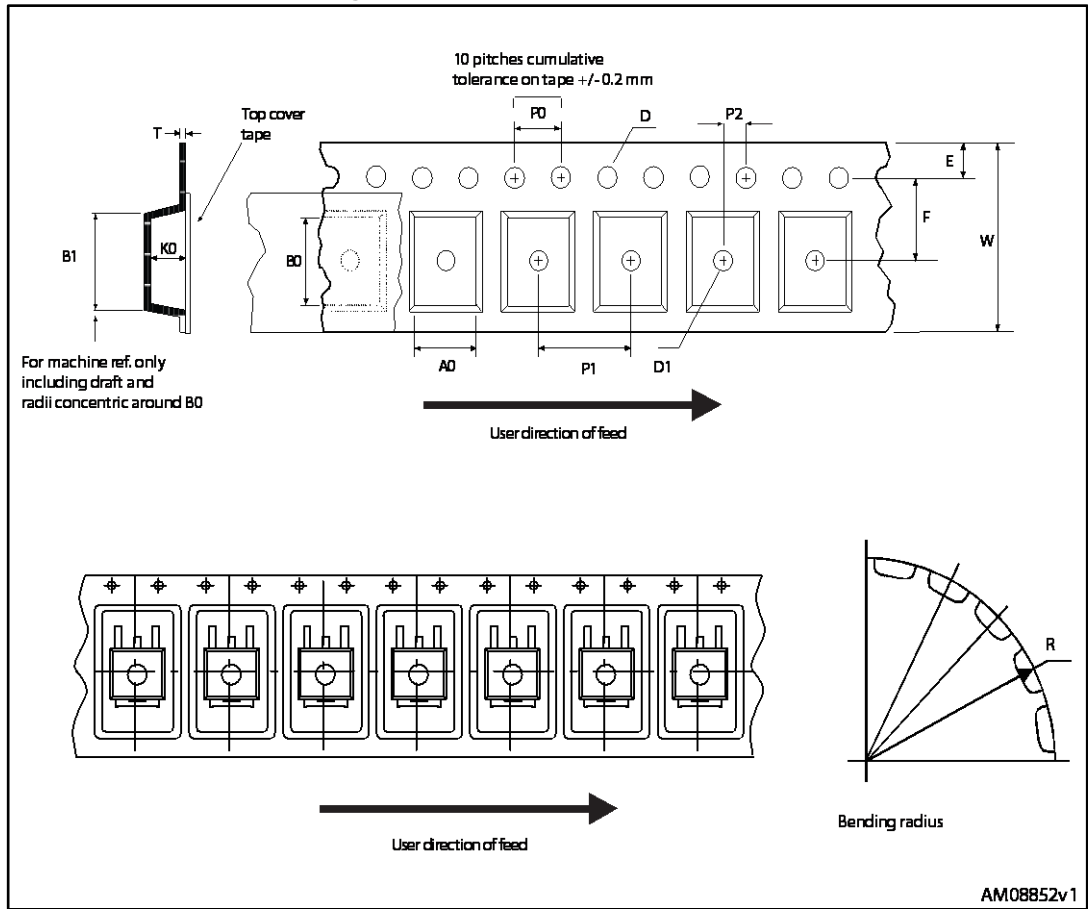 10 pitches cumulative
tolerance on tape +/- 0.2 mm
Top cover
tape
T
P0
D
P2
E
F
W
B1
K0
B0
For machine ref. only
including draft and
radii concentric around B0
A0
P1
D1
User direction of feed
R
Bending radius
User direction of feed
AM08852v1